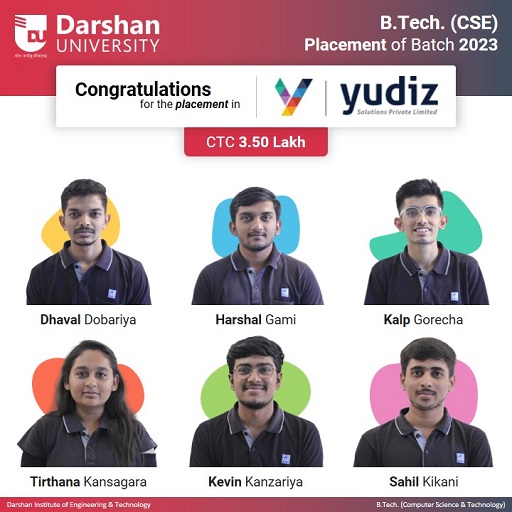 DU
Darshan
UNIVERSITY
B.Tech. (CSE)
Placement of Batch 2023
Congratulations
for the placement in
yudiz
Solutions Private Limited
CTC 3.50 Lakh
Dhaval Dobariya
Harshal Gami
Kalp Gorecha
Tirthana Kansagara
Kevin Kanzariya
Sahil Kikani
Darshan Institute of Engineering & Technology
B.Tech. (Computer Science & Technology)